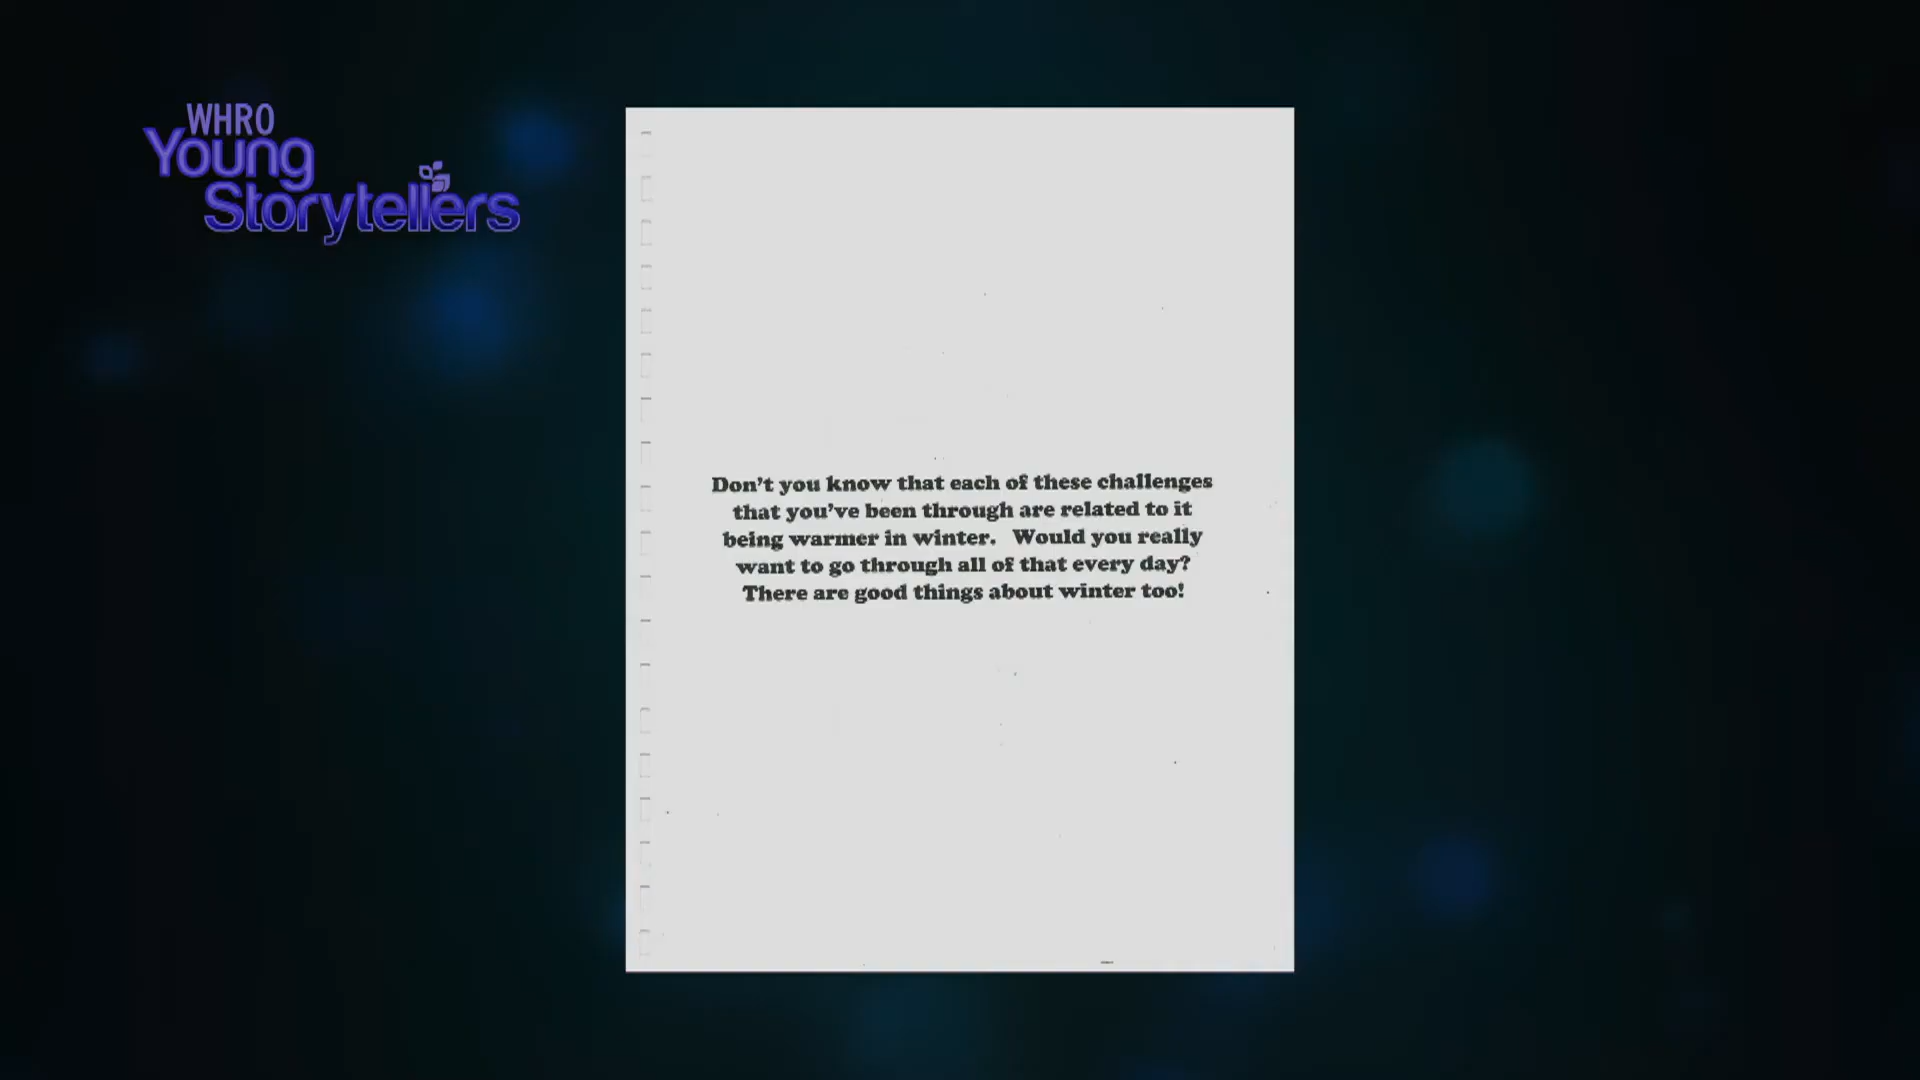 WHRO
Young
Storytellers
Don't you know that each of these challenges
that you've been through are related to it
being warmer in winter.   Would you really
want to go through all of that every day?
There are good things about winter too!